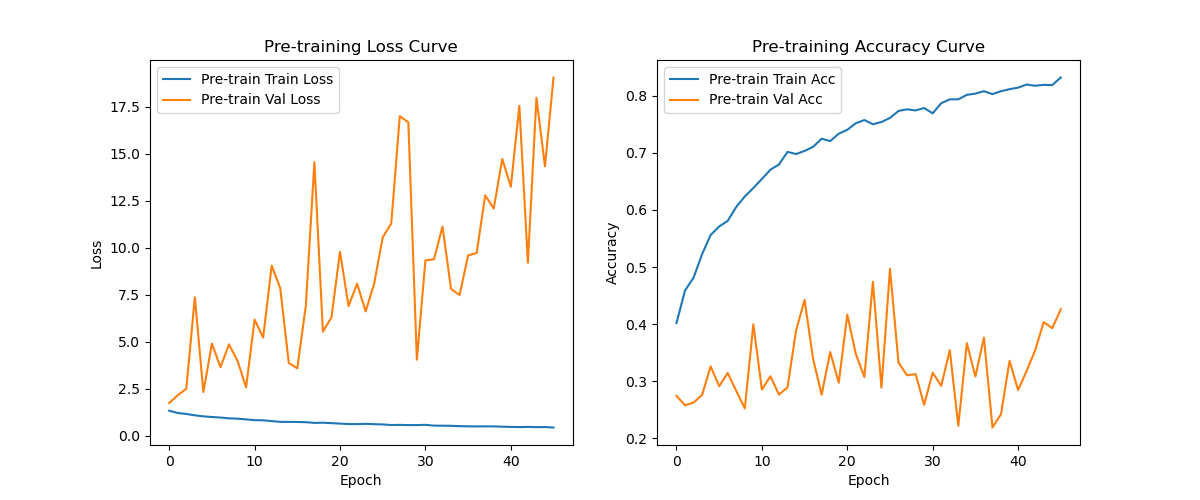 Pre-training Loss Curve
Pre-train Train Loss
Pre-train Val Loss
17.5
15.0
12.5
10.0
7.5
5.0
2.5
0.0
Loss
0 10 20 30 40
Epoch
Pre-training Accuracy Curve
Pre-train Train Acc
Pre-train Val Acc
0.8
0.7
0.6
0.5
0.4
0.3
0.2
Accuracy
0 10 20 30 40
Epoch